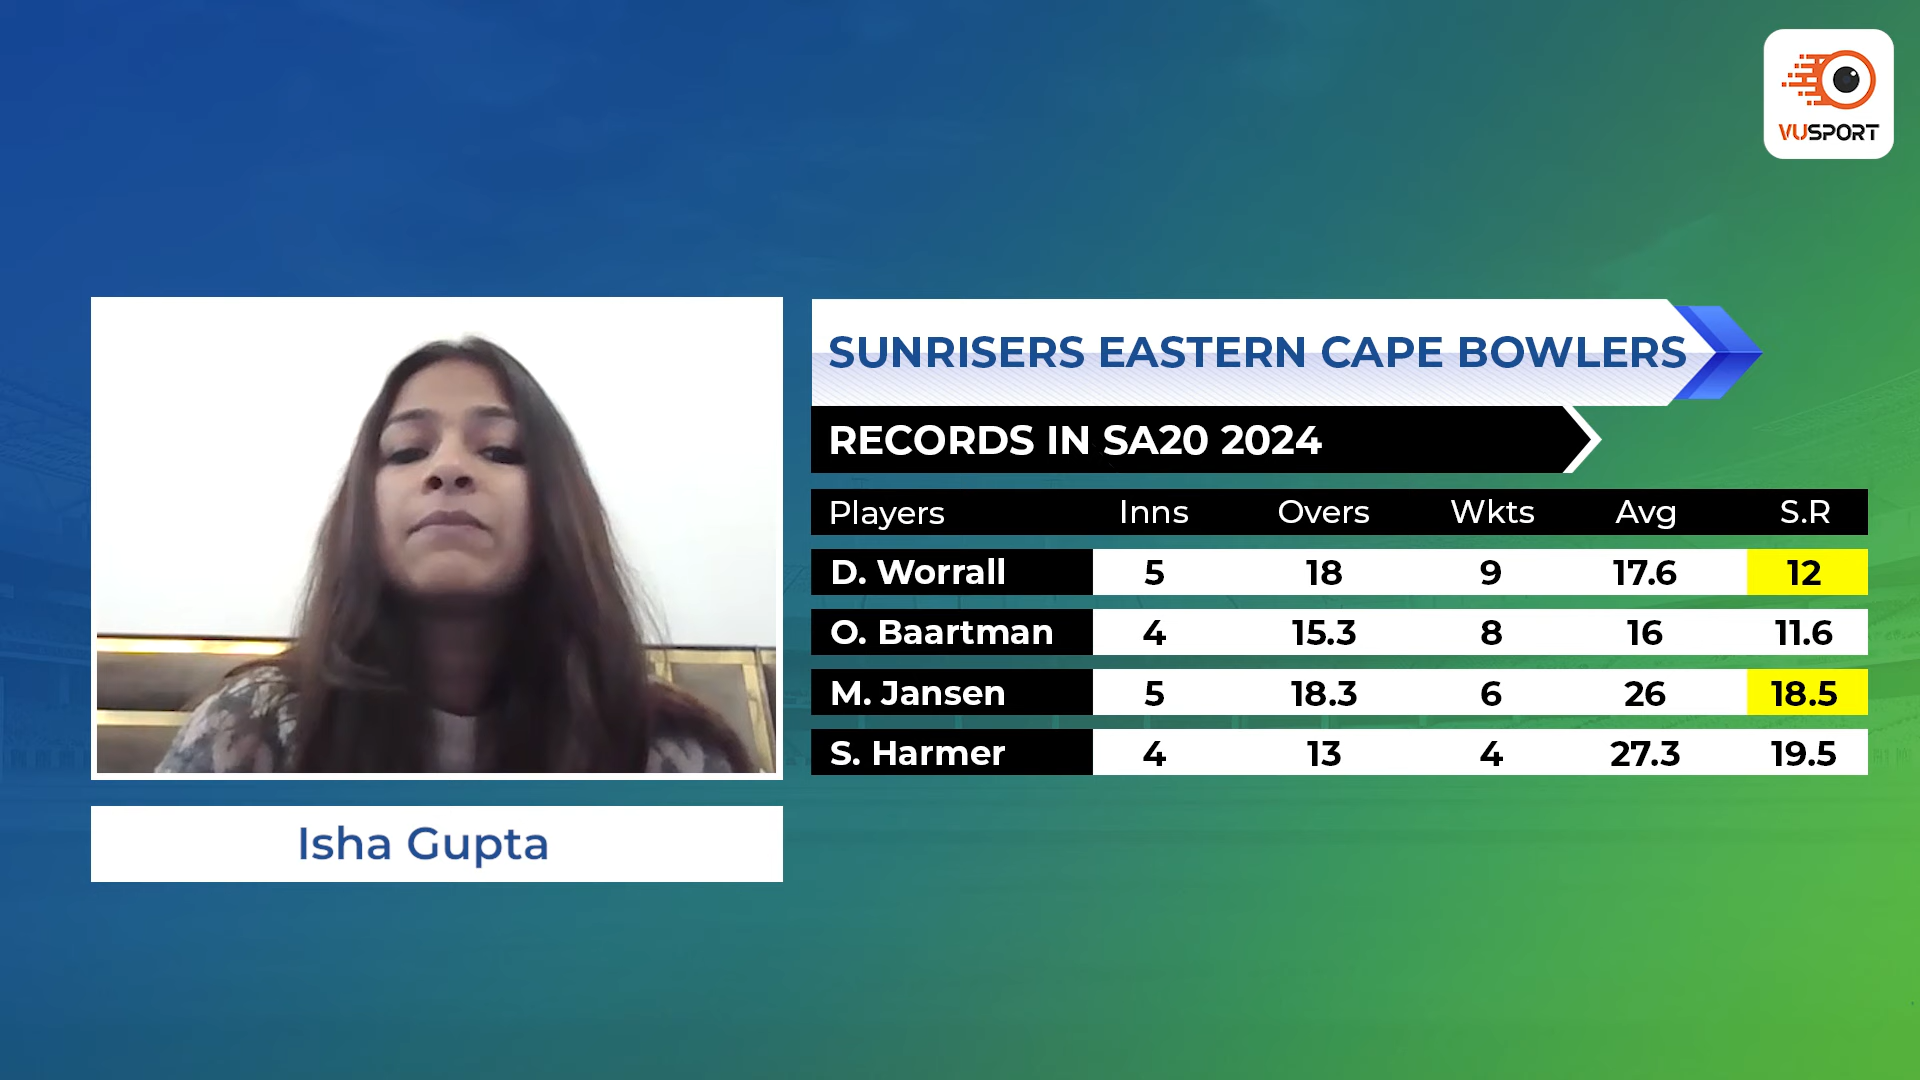 VUSPORT
SUNRISERS EASTERN CAPE BOWLERS
RECORDS IN SA20 2024
Players Inns Overs Wkts Avg S.R
D. Worrall 5 18 9 17.6 12
O. Baartman 4 15.3 8 16 11.6
M. Jansen 5 18.3 6 26 18.5
S. Harmer 4 13 4 27.3 19.5
Isha Gupta